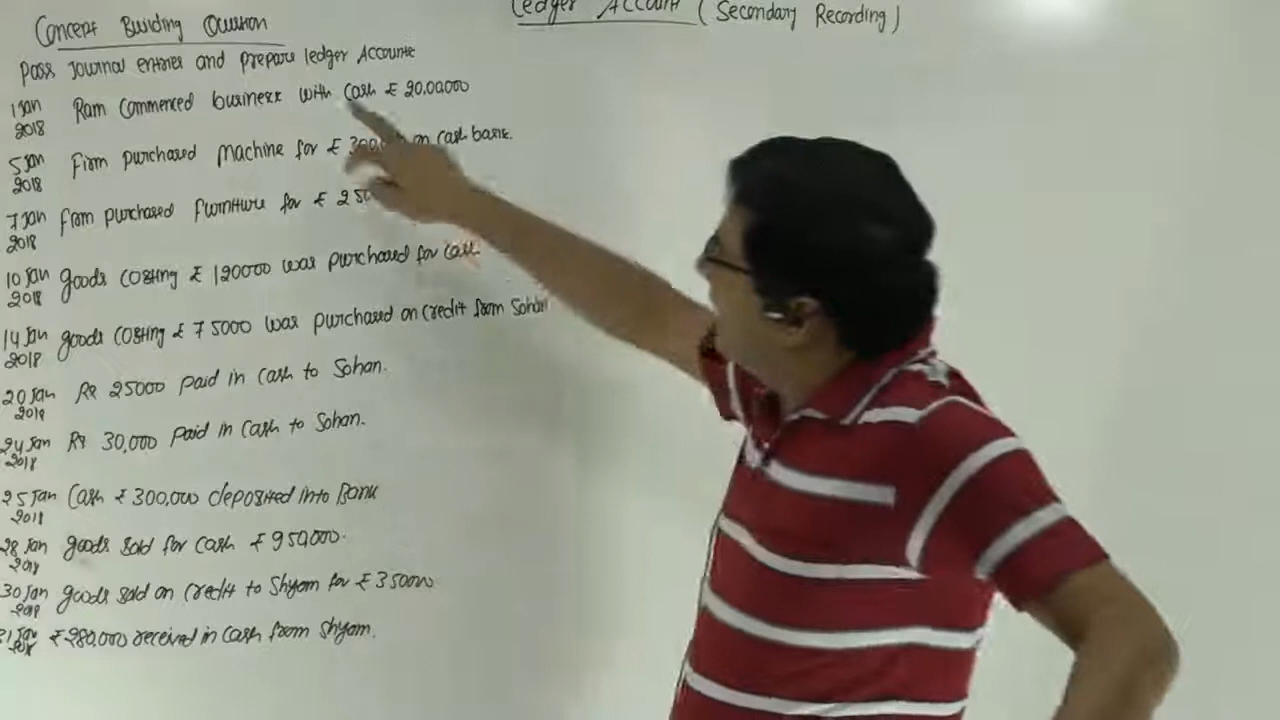 Concept Building Question
Ledger Account (Secondary Recording)
Pass Journal entries and prepare ledger Accounts
1 Jan 2018 Ram Commenced business with Cash ₹ 20,00,000
5 Jan 2018 Firm purchased Machine for ₹ on Cash basis.
7 Jan 2018 firm purchased furniture for ₹
10 Jan 2018 goods costing ₹ 120000 was purchased for cash
14 Jan 2018 goods costing ₹ 75000 was purchased on credit from Sohan
20 Jan 2018 Rs 25000 paid in cash to Sohan.
24 Jan 2018 Rs 30,000 paid in Cash to Sohan.
25 Jan 2018 Cash ₹ 300,000 deposited into Bank
28 Jan 2018 goods sold for cash ₹ 950,000.
30 Jan 2018 goods sold on credit to Shyam for ₹ 350000
31 Jan 2018 ₹ 280,000 received in cash from Shyam.